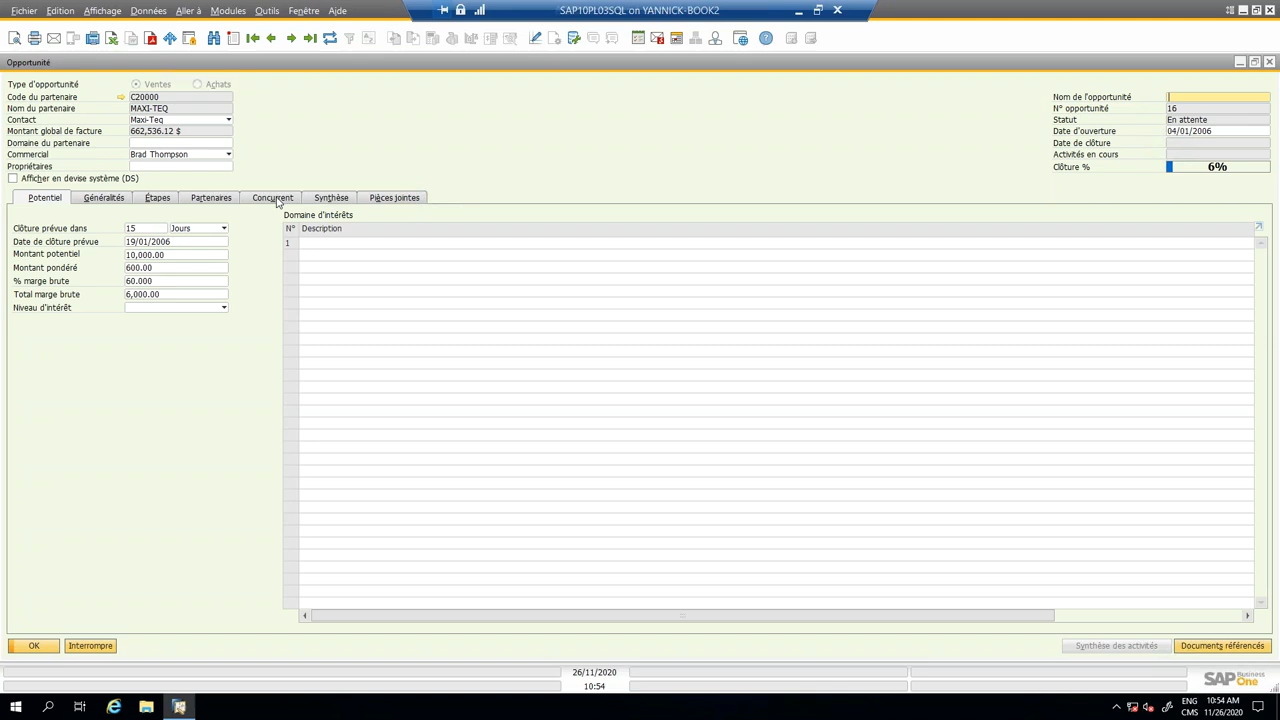 SAP10PL03SQL on YANNICK-BOOK2
Fichier Edition Affichage Données Aller à Modules Outils Fenêtre Aide
Opportunité
Type d'opportunité Ventes Achats
Code du partenaire C20000
Nom du partenaire MAXI-TEQ
Contact Maxi-Teq
Montant global de facture 662,536.12 $
Domaine du partenaire
Commercial Brad Thompson
Propriétaires
Afficher en devise système (DS)
Nom de l'opportunité
N° opportunité 16
Statut En attente
Date d'ouverture 04/01/2006
Date de clôture
Activités en cours
Clôture % 6%
Potentiel Généralités Étapes Partenaires Concurrent Synthèse Pièces jointes
Clôture prévue dans 15 Jours
Date de clôture prévue 19/01/2006
Montant potentiel 10,000.00
Montant pondéré 600.00
% marge brute 60.000
Total marge brute 6,000.00
Niveau d'intérêt
Domaine d'intérêts
N° Description
1
OK Interrompre Synthèse des activités Documents référencés
26/11/2020
10:54
SAP Business One
ENG 10:54 AM
CMS 11/26/2020